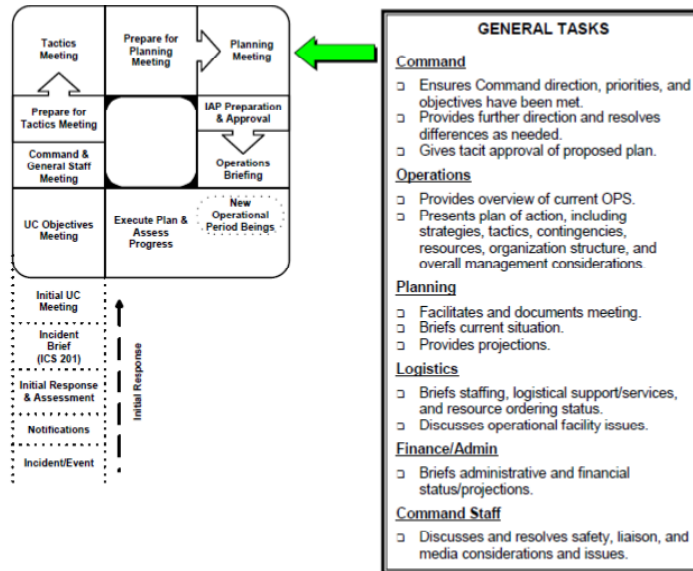 Tactics
Meeting
Prepare for
Planning
Meeting
Planning
Meeting
Prepare for
Tactics Meeting
IAP Preparation
& Approval
Command &
General Staff
Meeting
Operations
Briefing
UC Objectives
Meeting
Execute Plan &
Assess
Progress
New
Operational
Period Beings
Initial UC
Meeting
Incident
Brief
(ICS 201)
Initial Response
& Assessment
Notifications
Incident/Event
Initial Response
GENERAL TASKS
Command
Ensures Command direction, priorities, and
objectives have been met.
Provides further direction and resolves
differences as needed.
Gives tacit approval of proposed plan.
Operations
Provides overview of current OPS.
Presents plan of action, including
strategies, tactics, contingencies,
resources, organization structure, and
overall management considerations.
Planning
Facilitates and documents meeting.
Briefs current situation.
Provides projections.
Logistics
Briefs staffing, logistical support/services,
and resource ordering status.
Discusses operational facility issues.
Finance/Admin
Briefs administrative and financial
status/projections.
Command Staff
Discusses and resolves safety, liaison, and
media considerations and issues.